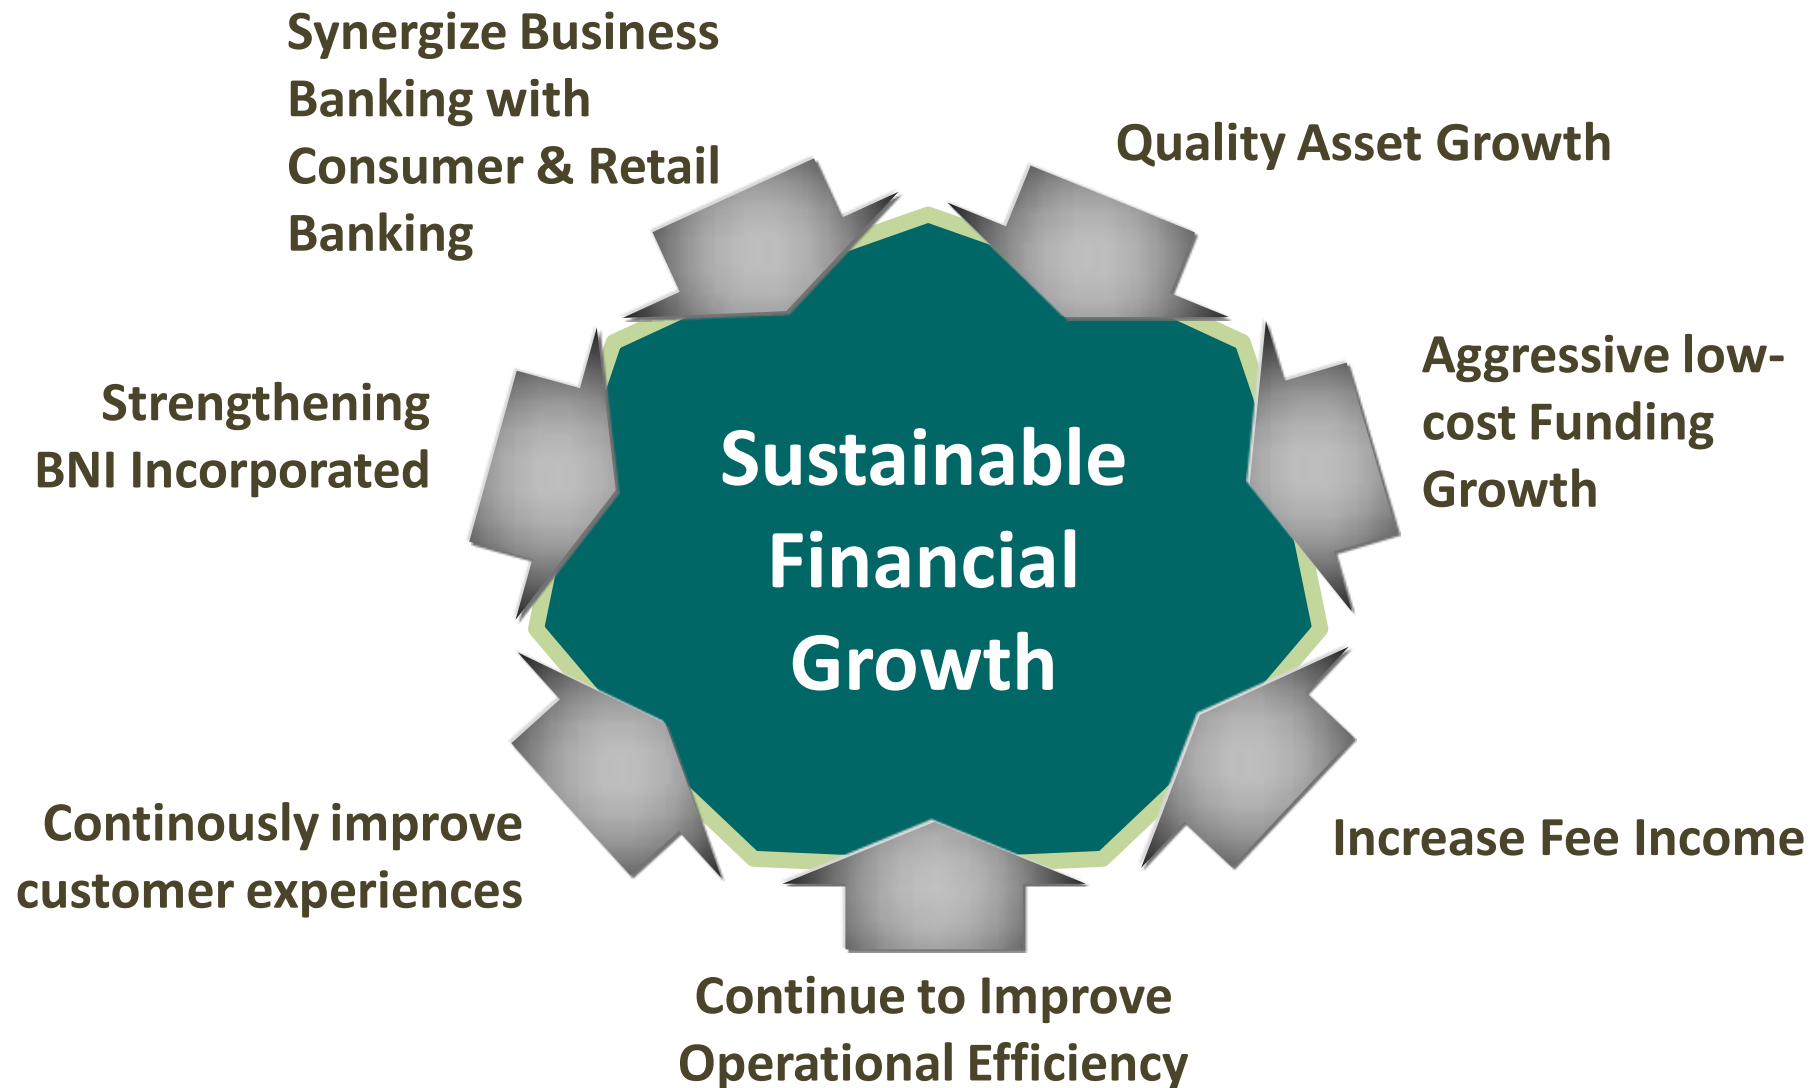 Synergize Business
Banking with
Consumer & Retail
Banking
Quality Asset Growth
Aggressive low-
cost Funding
Growth
Strengthening
BNI Incorporated
Sustainable
Financial
Growth
Continously improve
customer experiences
Increase Fee Income
Continue to Improve
Operational Efficiency